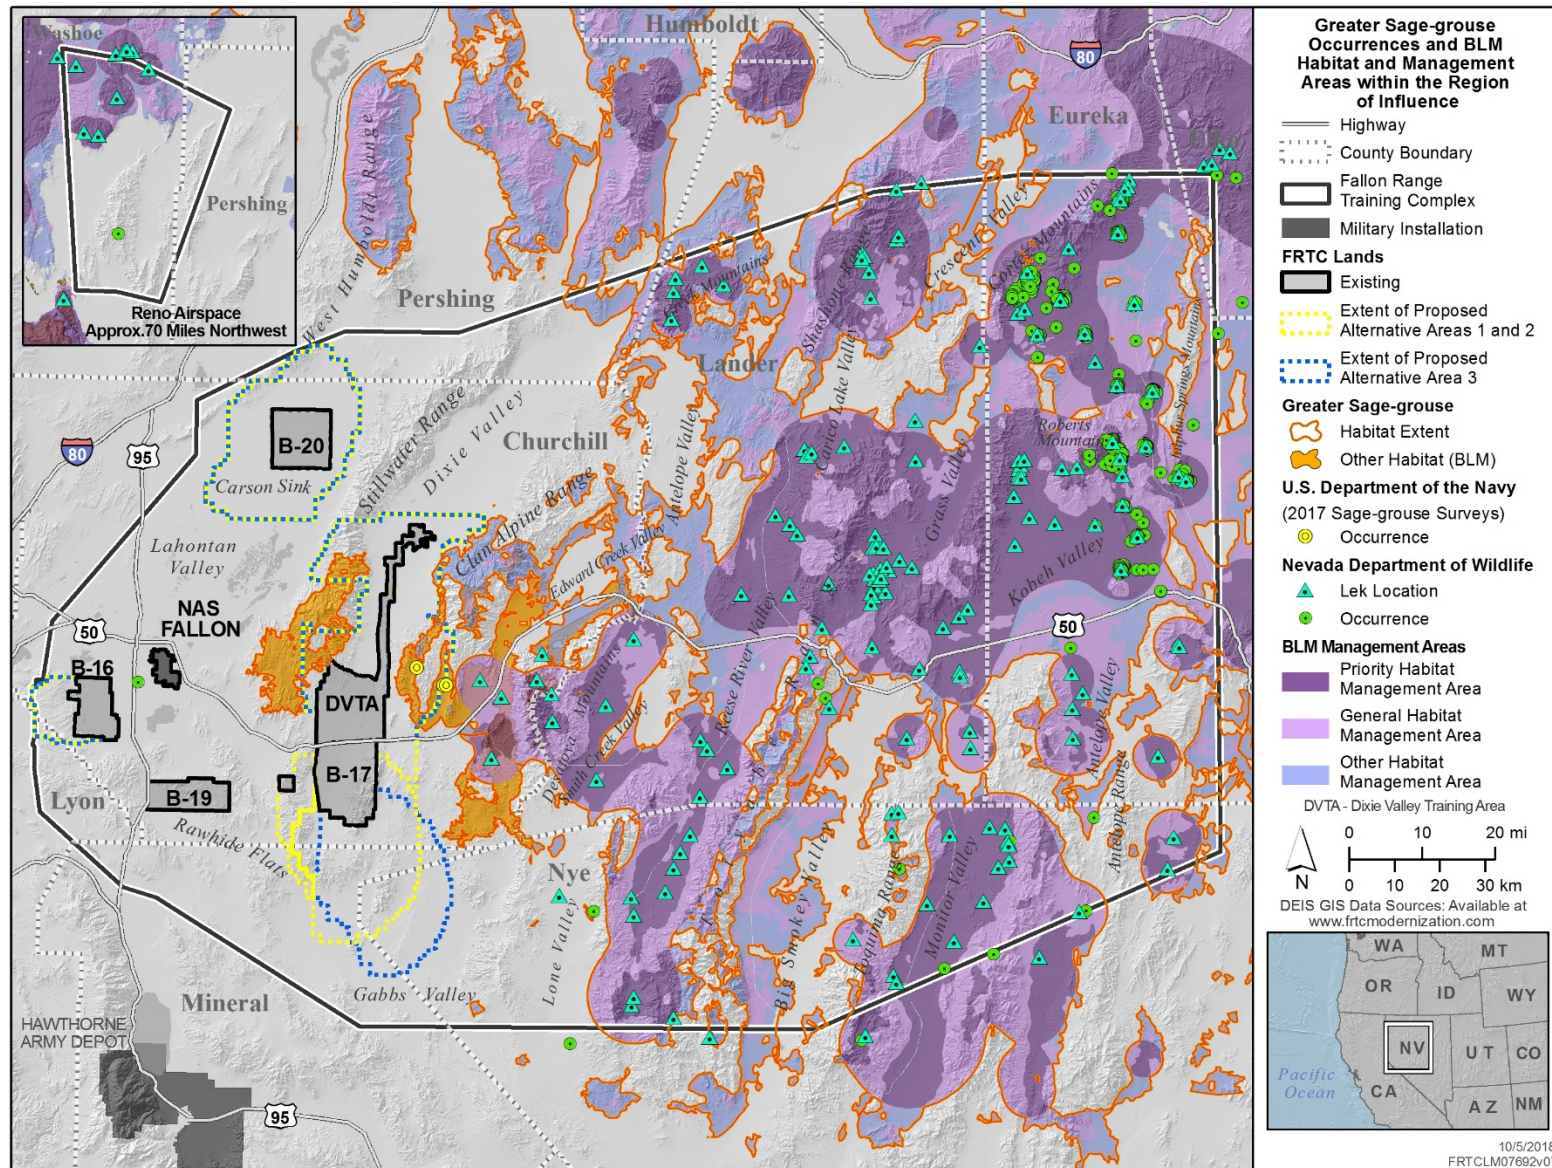 Washoe
Pershing
Reno Airspace
Approx.70 Miles Northwest
Humboldt
80
Eureka
Elko
West Humboldt Range
Pershing
Crescent Valley
Cortez Mountains
Shoshone Range
Lander
Carico Lake Valley
Sulphur Springs Mountains
Stillwater Range
Dixie Valley
Churchill
B-20
Carson Sink
80
95
Antelope Valley
Roberts
Mountains
Grass Valley
Clan Alpine Range
Edward Creek Valley
Lahontan
Valley
NAS
FALLON
50
B-16
Kobeh Valley
50
Reese River Valley
DVTA
Desatoya Mountains
Smith Creek Valley
Antelope Valley
Toiyabe Range
B-17
B-19
Lyon
Rawhide Flats
Antelope Range
Nye
Big Smokey Valley
Toquima Range
Monitor Valley
Lone Valley
Gabbs Valley
Mineral
HAWTHORNE
ARMY DEPOT
95
Greater Sage-grouse
Occurrences and BLM
Habitat and Management
Areas within the Region
of Influence
Highway
County Boundary
Fallon Range
Training Complex
Military Installation
FRTC Lands
Existing
Extent of Proposed
Alternative Areas 1 and 2
Extent of Proposed
Alternative Area 3
Greater Sage-grouse
Habitat Extent
Other Habitat (BLM)
U.S. Department of the Navy
(2017 Sage-grouse Surveys)
Occurrence
Nevada Department of Wildlife
Lek Location
Occurrence
BLM Management Areas
Priority Habitat
Management Area
General Habitat
Management Area
Other Habitat
Management Area
DVTA - Dixie Valley Training Area
N
0 10 20 mi
0 10 20 30 km
DEIS GIS Data Sources: Available at
www.frtcmodernization.com
WA
MT
OR
ID
WY
NV
UT
CO
CA
AZ
NM
Pacific
Ocean
10/5/2018